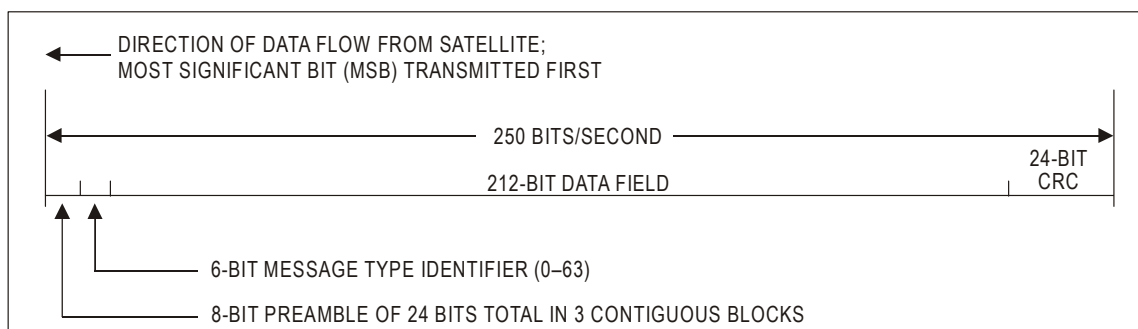 DIRECTION OF DATA FLOW FROM SATELLITE;
MOST SIGNIFICANT BIT (MSB) TRANSMITTED FIRST
250 BITS/SECOND
24-BIT
CRC
212-BIT DATA FIELD
6-BIT MESSAGE TYPE IDENTIFIER (0–63)
8-BIT PREAMBLE OF 24 BITS TOTAL IN 3 CONTIGUOUS BLOCKS